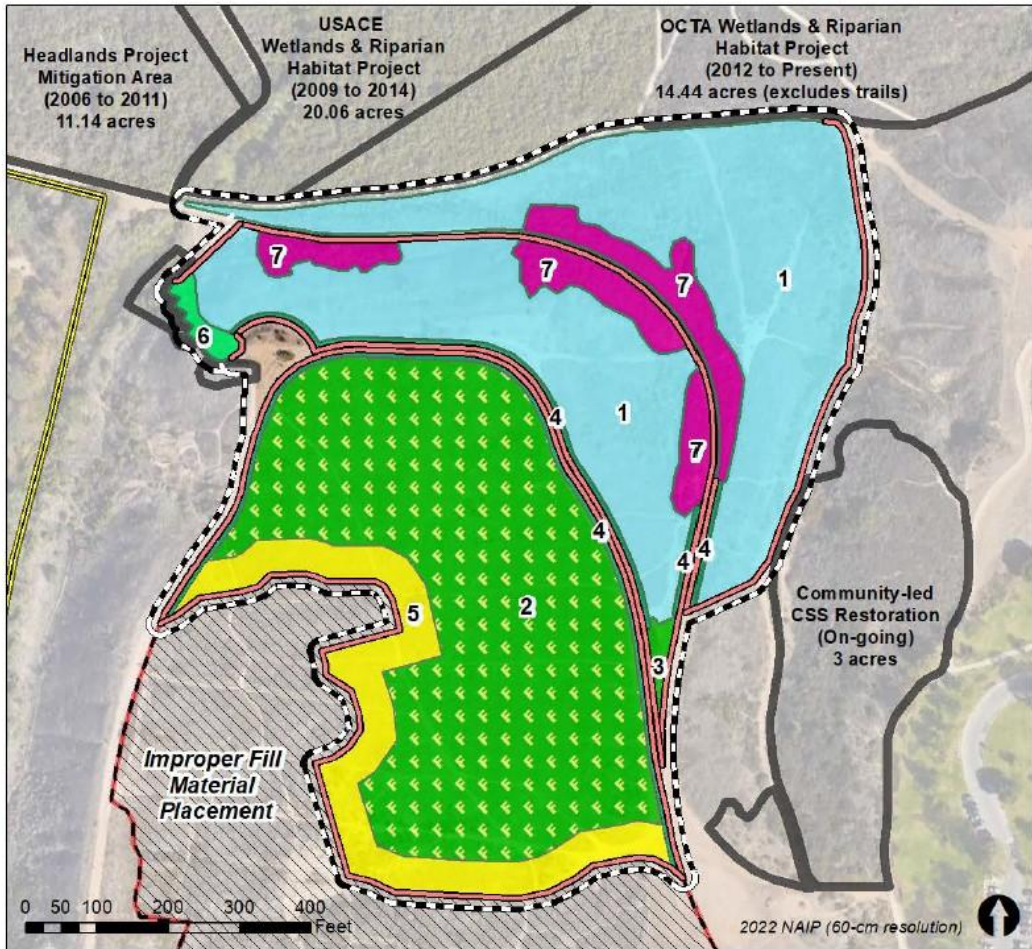 Headlands Project
Mitigation Area
(2006 to 2011)
11.14 acres
USACE
Wetlands & Riparian
Habitat Project
(2009 to 2014)
20.06 acres
OCTA Wetlands & Riparian
Habitat Project
(2012 to Present)
14.44 acres (excludes trails)
7
7
7
1
6
1
4
7
4
4
4
5
2
3
Community-led
CSS Restoration
(On-going)
3 acres
Improper Fill
Material
Placement
0 50 100 200 300 400
Feet
2022 NAIP (60-cm resolution)